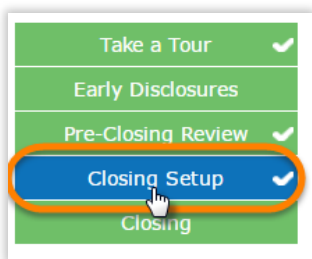 Take a Tour
Early Disclosures
Pre-Closing Review
Closing Setup
Closing